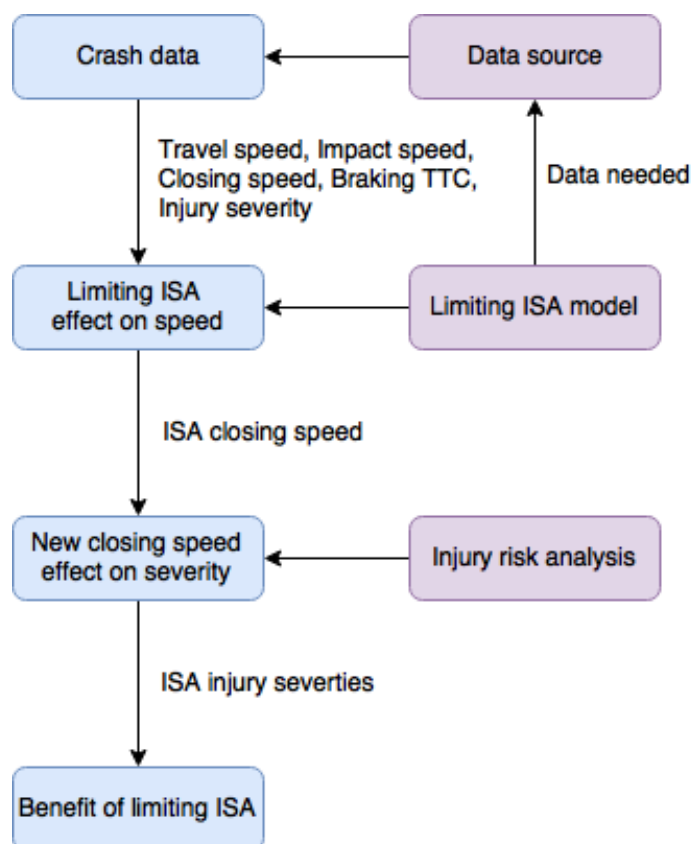 Crash data
Data source
Travel speed, Impact speed,
Closing speed, Braking TTC,
Injury severity
Data needed
Limiting ISA
effect on speed
Limiting ISA model
ISA closing speed
New closing speed
effect on severity
Injury risk analysis
ISA injury severties
Benefit of limiting ISA